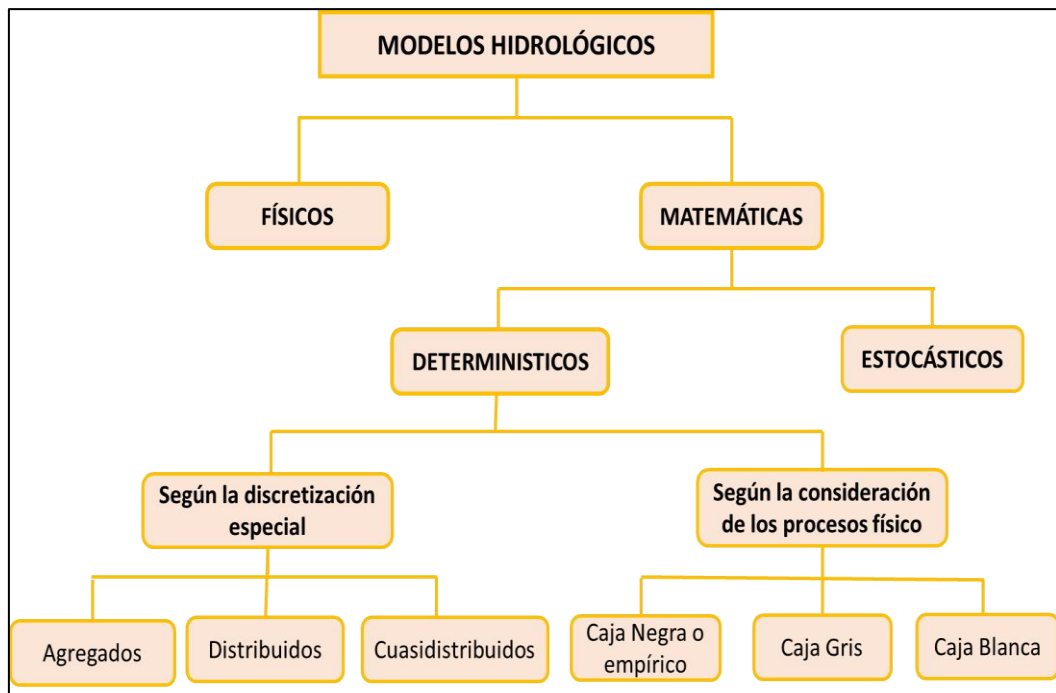 MODELOS HIDROLÓGICOS
FÍSICOS
MATEMÁTICAS
DETERMINISTICOS
ESTOCÁSTICOS
Según la discretización
especial
Según la consideración
de los procesos físico
Agregados
Distribuidos
Cuasidistribuidos
Caja Negra o
empírico
Caja Gris
Caja Blanca